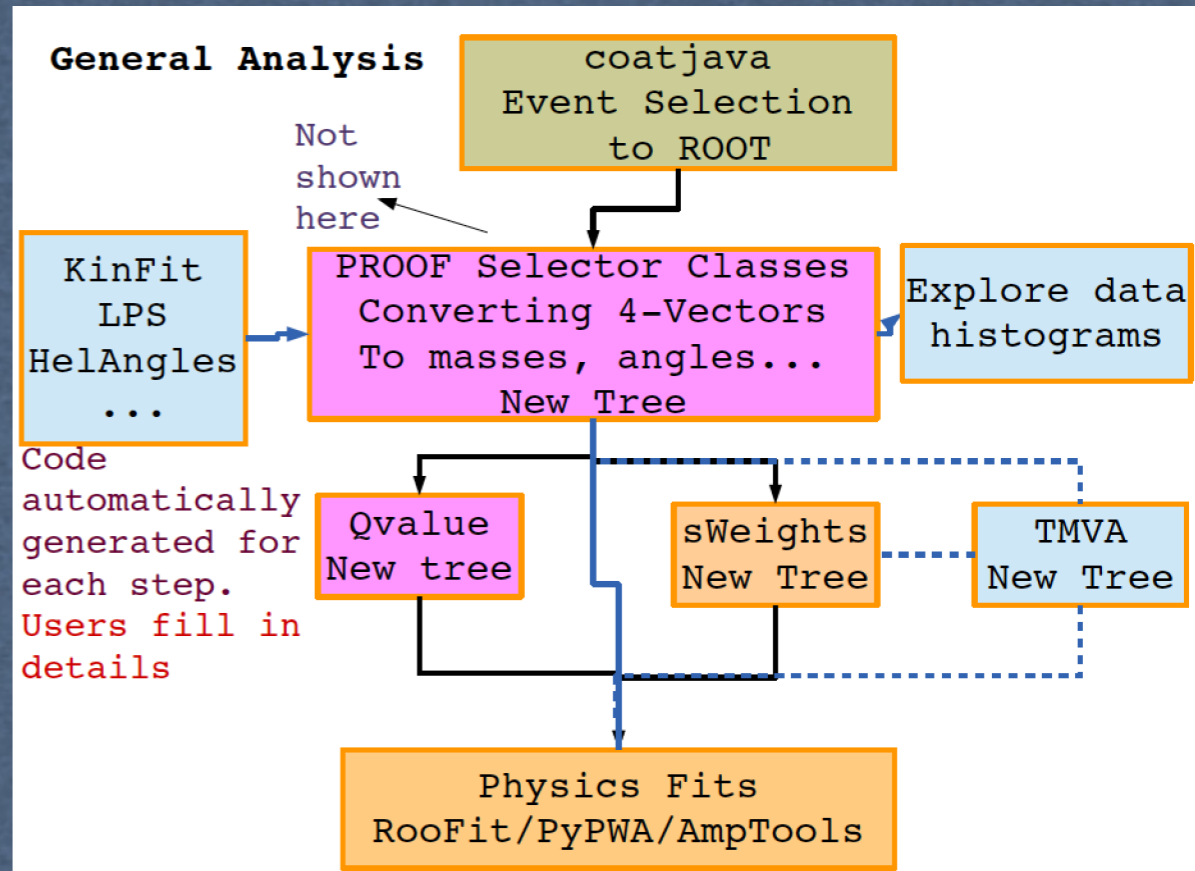 General Analysis
coatjava
Event Selection
to ROOT
Not
shown
here
KinFit
LPS
HelAngles
...
PROOF Selector Classes
Converting 4-Vectors
To masses, angles...
New Tree
Explore data
histograms
Code
automatically
generated for
each step.
Users fill in
details
Qvalue
New tree
sWeights
New Tree
TMVA
New Tree
Physics Fits
RooFit/PyPWA/AmpTools